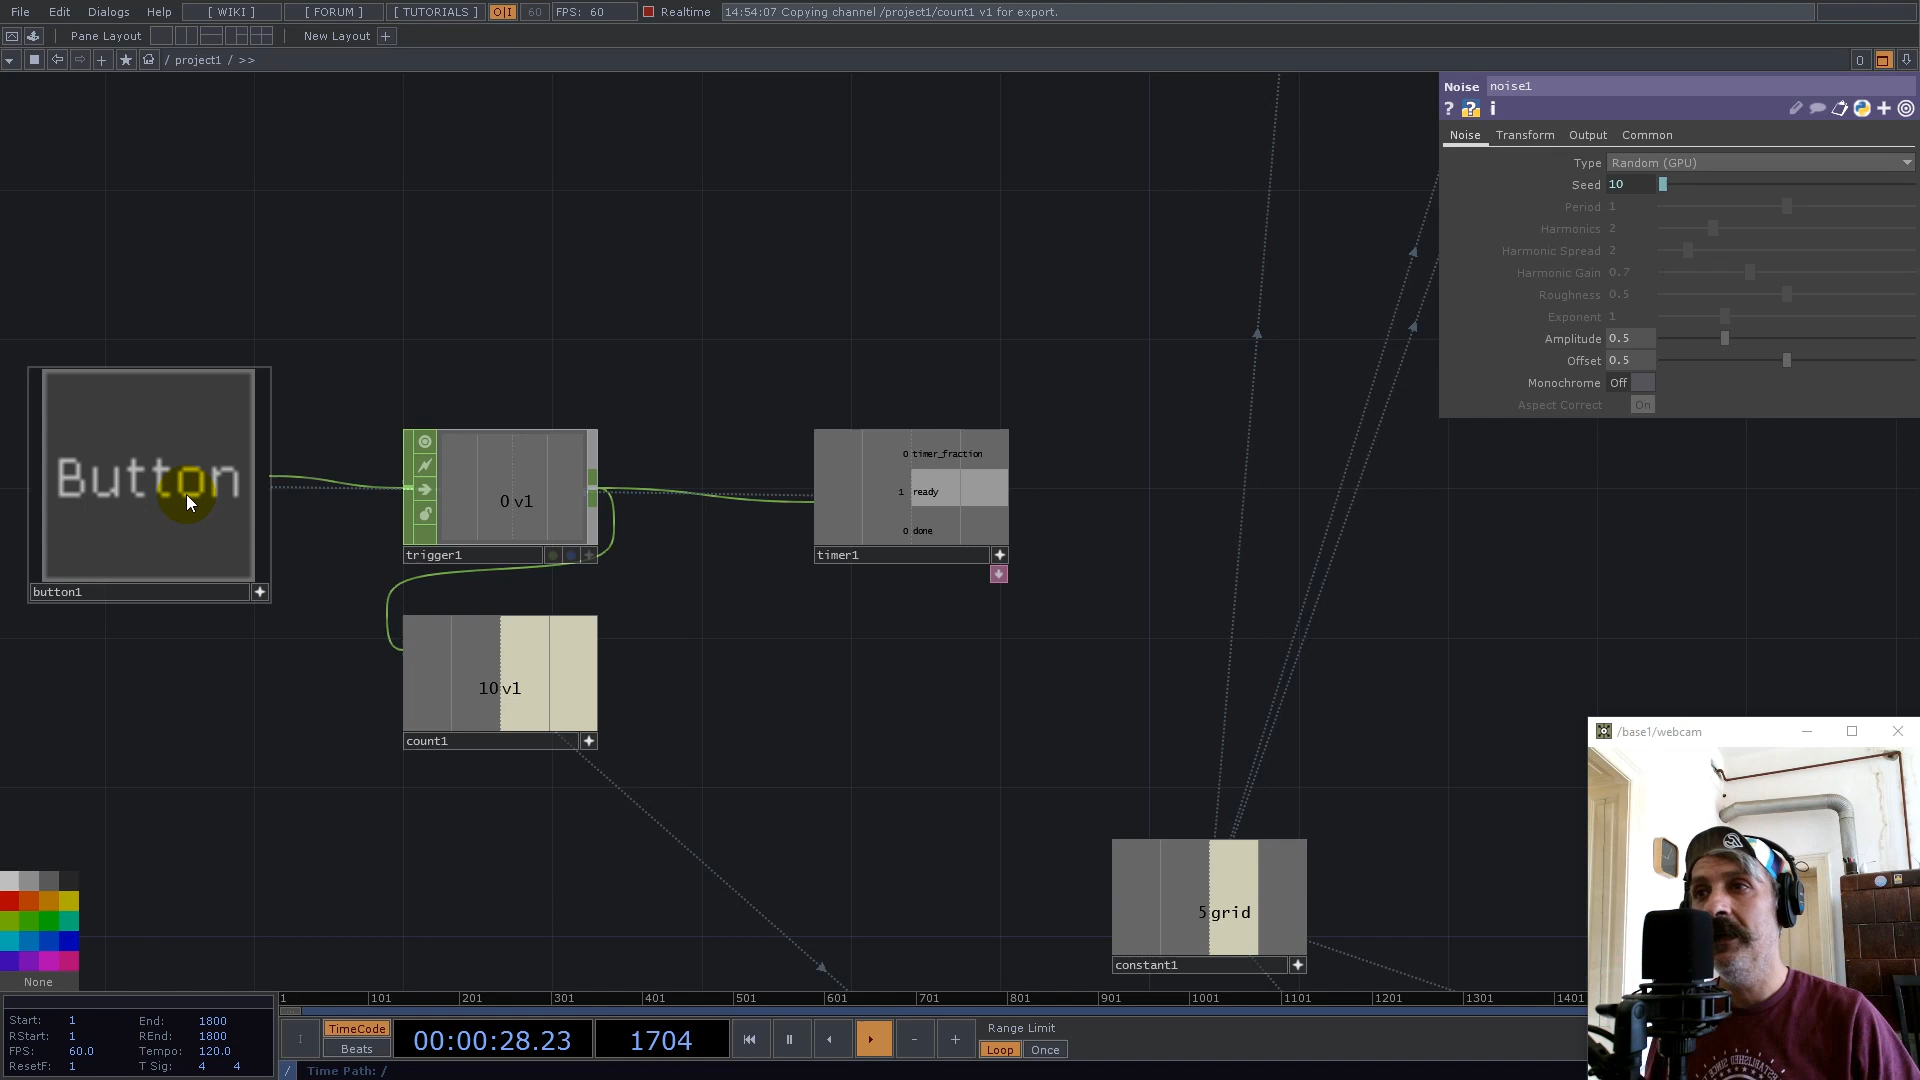 File Edit Dialogs Help [ WIKI ] [ FORUM ] [ TUTORIALS ] O|I 60 FPS: 60 Realtime 14:54:07 Copying channel /project1/count1 v1 for export.
Pane Layout New Layout +
/ project1 / >> 0
Noise noise1
? ? i
Noise Transform Output Common
Type Random (GPU)
Seed 10
Period 1
Harmonics 2
Harmonic Spread 2
Harmonic Gain 0.7
Roughness 0.5
Exponent 1
Amplitude 0.5
Offset 0.5
Monochrome Off
Aspect Correct On
Button
button1
0 v1
trigger1
0 timer_fraction
1 ready
0 done
timer1
10 v1
count1
5 grid
constant1
/base1/webcam
None
1 101 201 301 401 501 601 701 801 901 1001 1101 1201 1301 1401
Start: 1 End: 1800
RStart: 1 REnd: 1800
FPS: 60.0 Tempo: 120.0
ResetF: 1 T Sig: 4 4
I TimeCode Beats 00:00:28.23 1704 - + Range Limit
Loop Once
/ Time Path: /